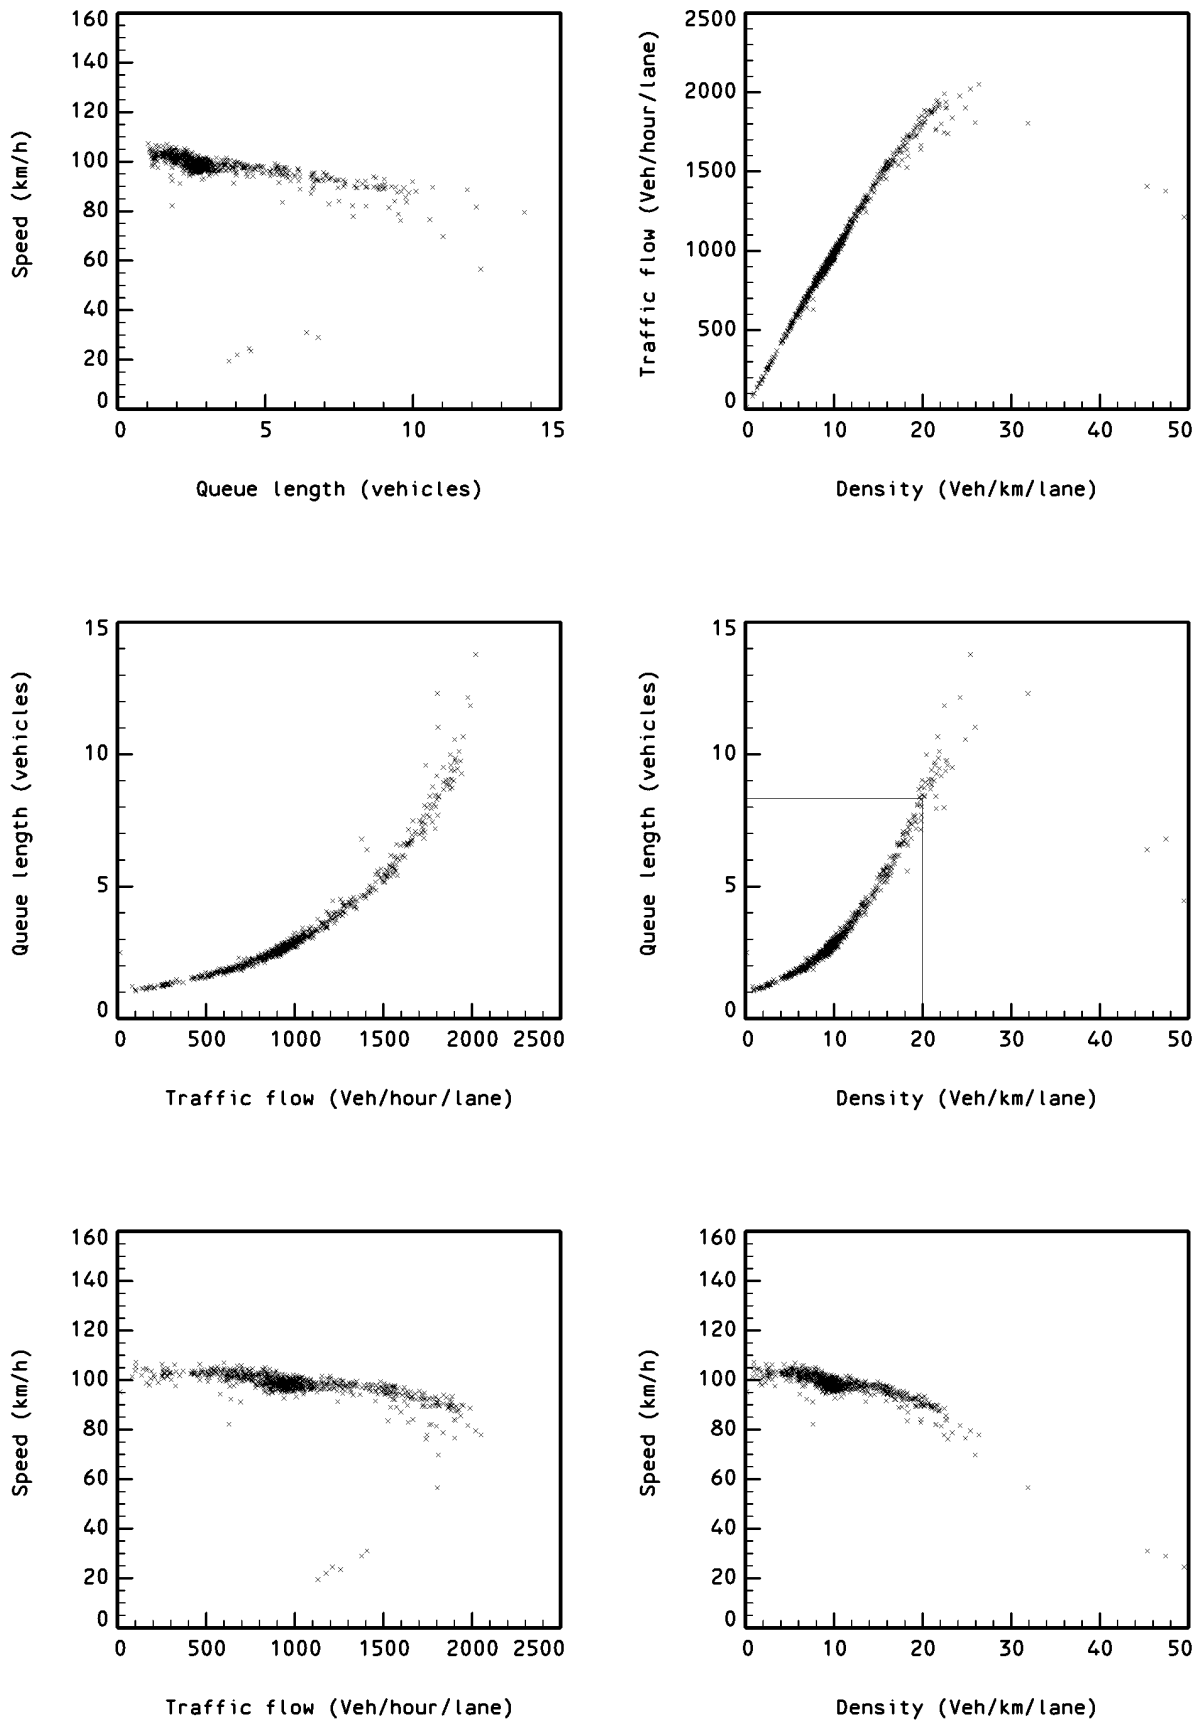 160
140
120
100
80
60
40
20
0
Speed (km/h)
0 5 10 15
Queue length (vehicles)
2500
2000
1500
1000
500
0
Traffic flow (Veh/hour/lane)
0 10 20 30 40 50
Density (Veh/km/lane)
15
10
5
0
Queue length (vehicles)
0 500 1000 1500 2000 2500
Traffic flow (Veh/hour/lane)
15
10
5
0
Queue length (vehicles)
0 10 20 30 40 50
Density (Veh/km/lane)
160
140
120
100
80
60
40
20
0
Speed (km/h)
0 500 1000 1500 2000 2500
Traffic flow (Veh/hour/lane)
160
140
120
100
80
60
40
20
0
Speed (km/h)
0 10 20 30 40 50
Density (Veh/km/lane)